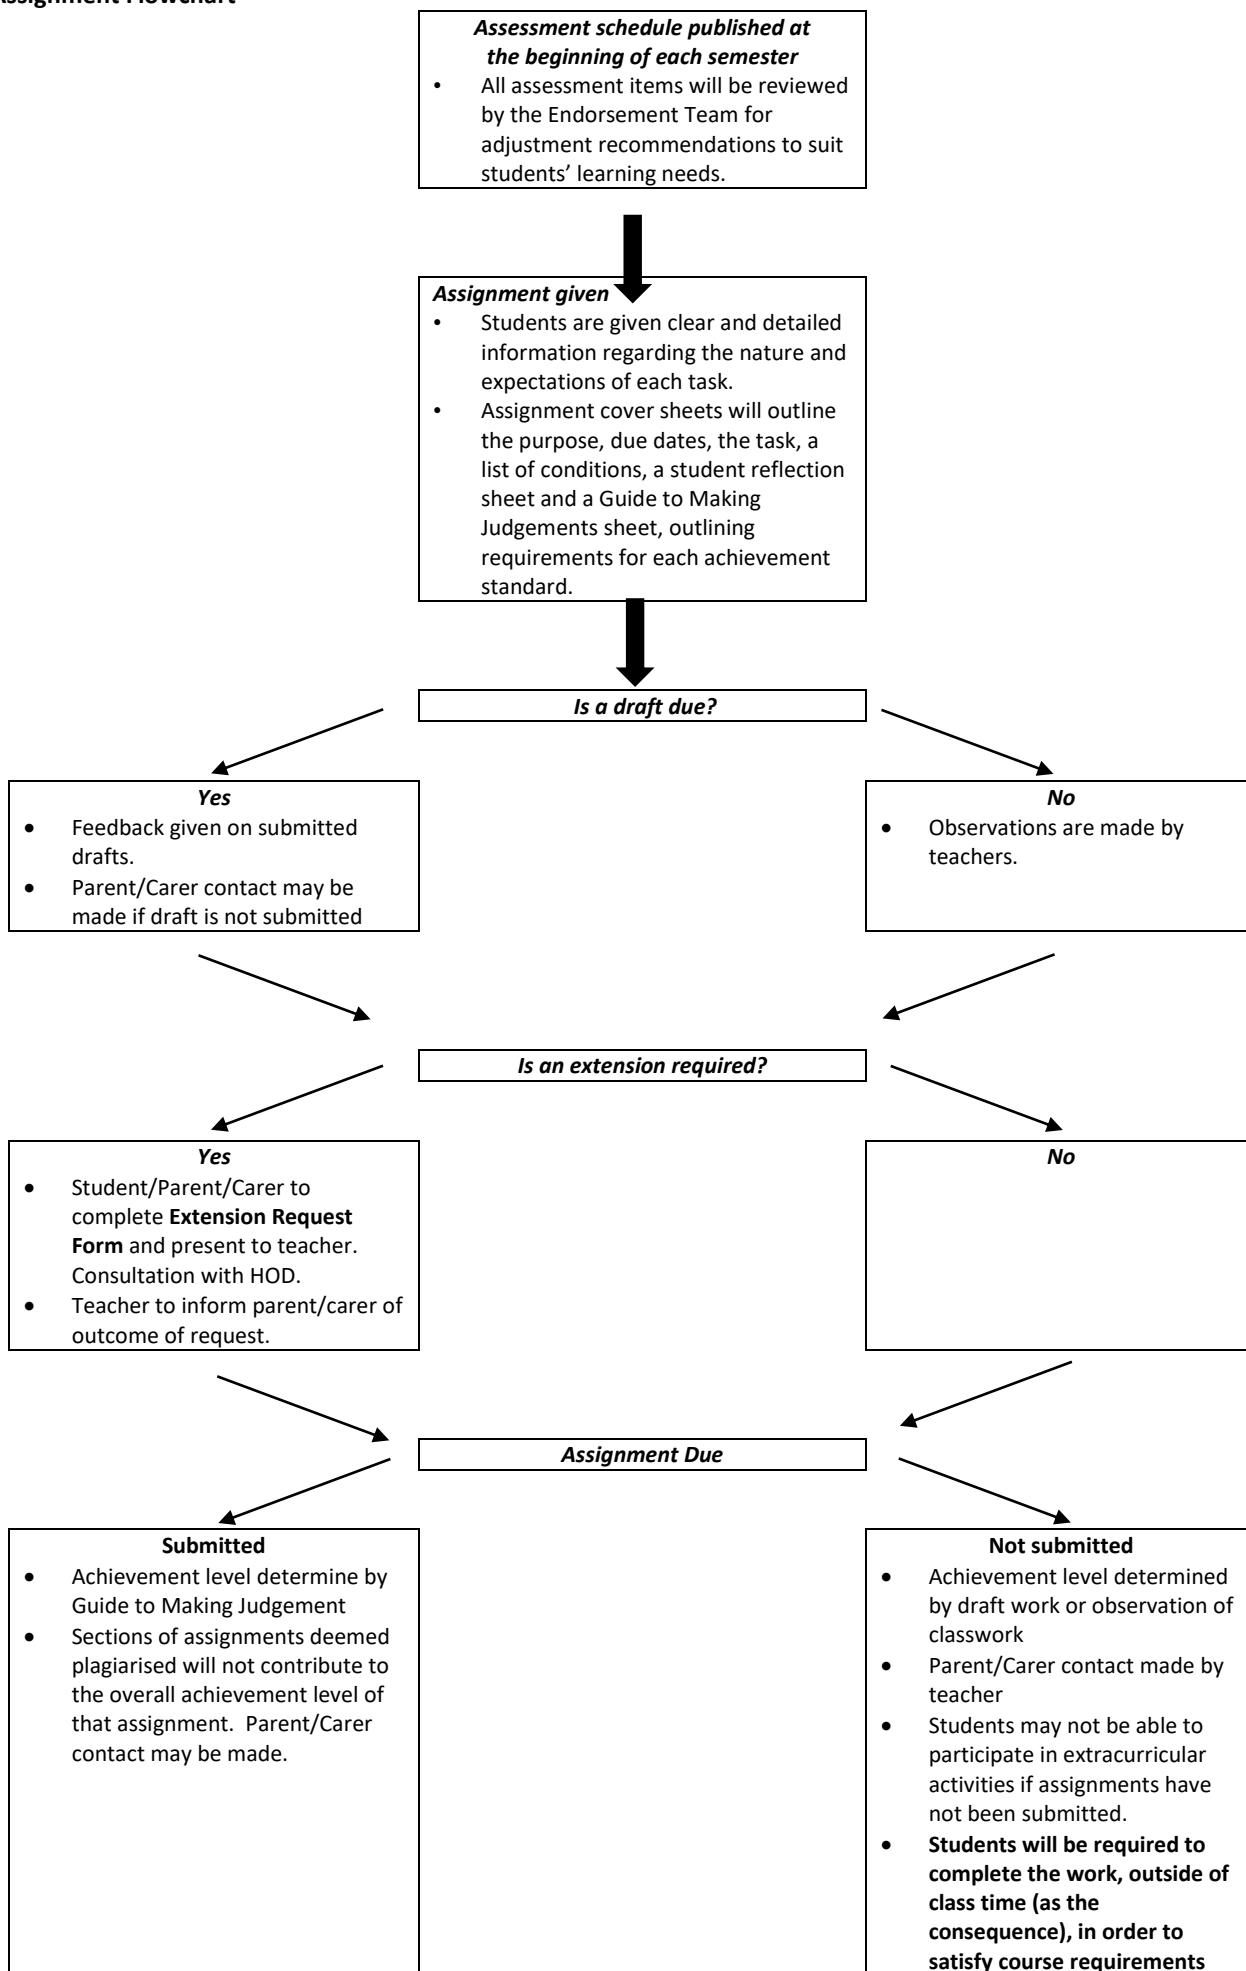 Assignment Flowchart
Assessment schedule published at
the beginning of each semester
• All assessment items will be reviewed
by the Endorsement Team for
adjustment recommendations to suit
students’ learning needs.
Assignment given
• Students are given clear and detailed
information regarding the nature and
expectations of each task.
• Assignment cover sheets will outline
the purpose, due dates, the task, a
list of conditions, a student reflection
sheet and a Guide to Making
Judgements sheet, outlining
requirements for each achievement
standard.
Is a draft due?
Yes
• Feedback given on submitted
drafts.
• Parent/Carer contact may be
made if draft is not submitted
No
• Observations are made by
teachers.
Is an extension required?
Yes
• Student/Parent/Carer to
complete Extension Request
Form and present to teacher.
Consultation with HOD.
• Teacher to inform parent/carer of
outcome of request.
No
Assignment Due
Submitted
• Achievement level determine by
Guide to Making Judgement
• Sections of assignments deemed
plagiarised will not contribute to
the overall achievement level of
that assignment.  Parent/Carer
contact may be made.
Not submitted
• Achievement level determined
by draft work or observation of
classwork
• Parent/Carer contact made by
teacher
• Students may not be able to
participate in extracurricular
activities if assignments have
not been submitted.
• Students will be required to
complete the work, outside of
class time (as the
consequence), in order to
satisfy course requirements